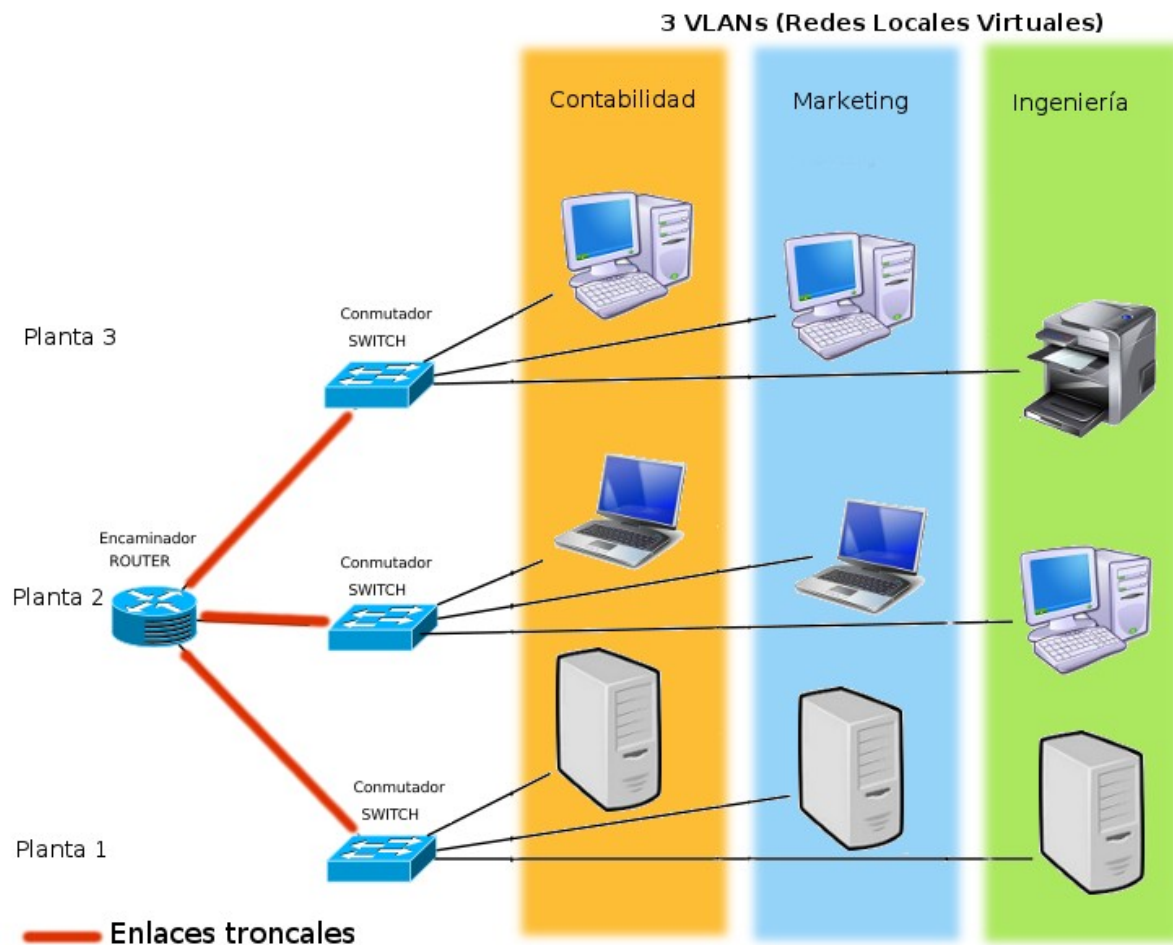 3 VLANs (Redes Locales Virtuales)
Contabilidad
Marketing
Ingeniería
Planta 3
Conmutador
SWITCH
Encaminador
ROUTER
Planta 2
Conmutador
SWITCH
Conmutador
SWITCH
Planta 1
Enlaces troncales